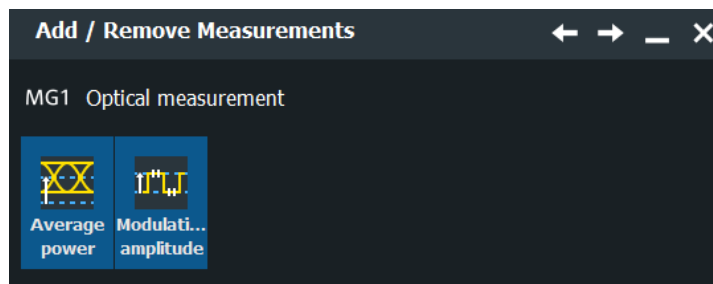 Add / Remove Measurements
MG1 Optical measurement
Average power
Modulati... amplitude